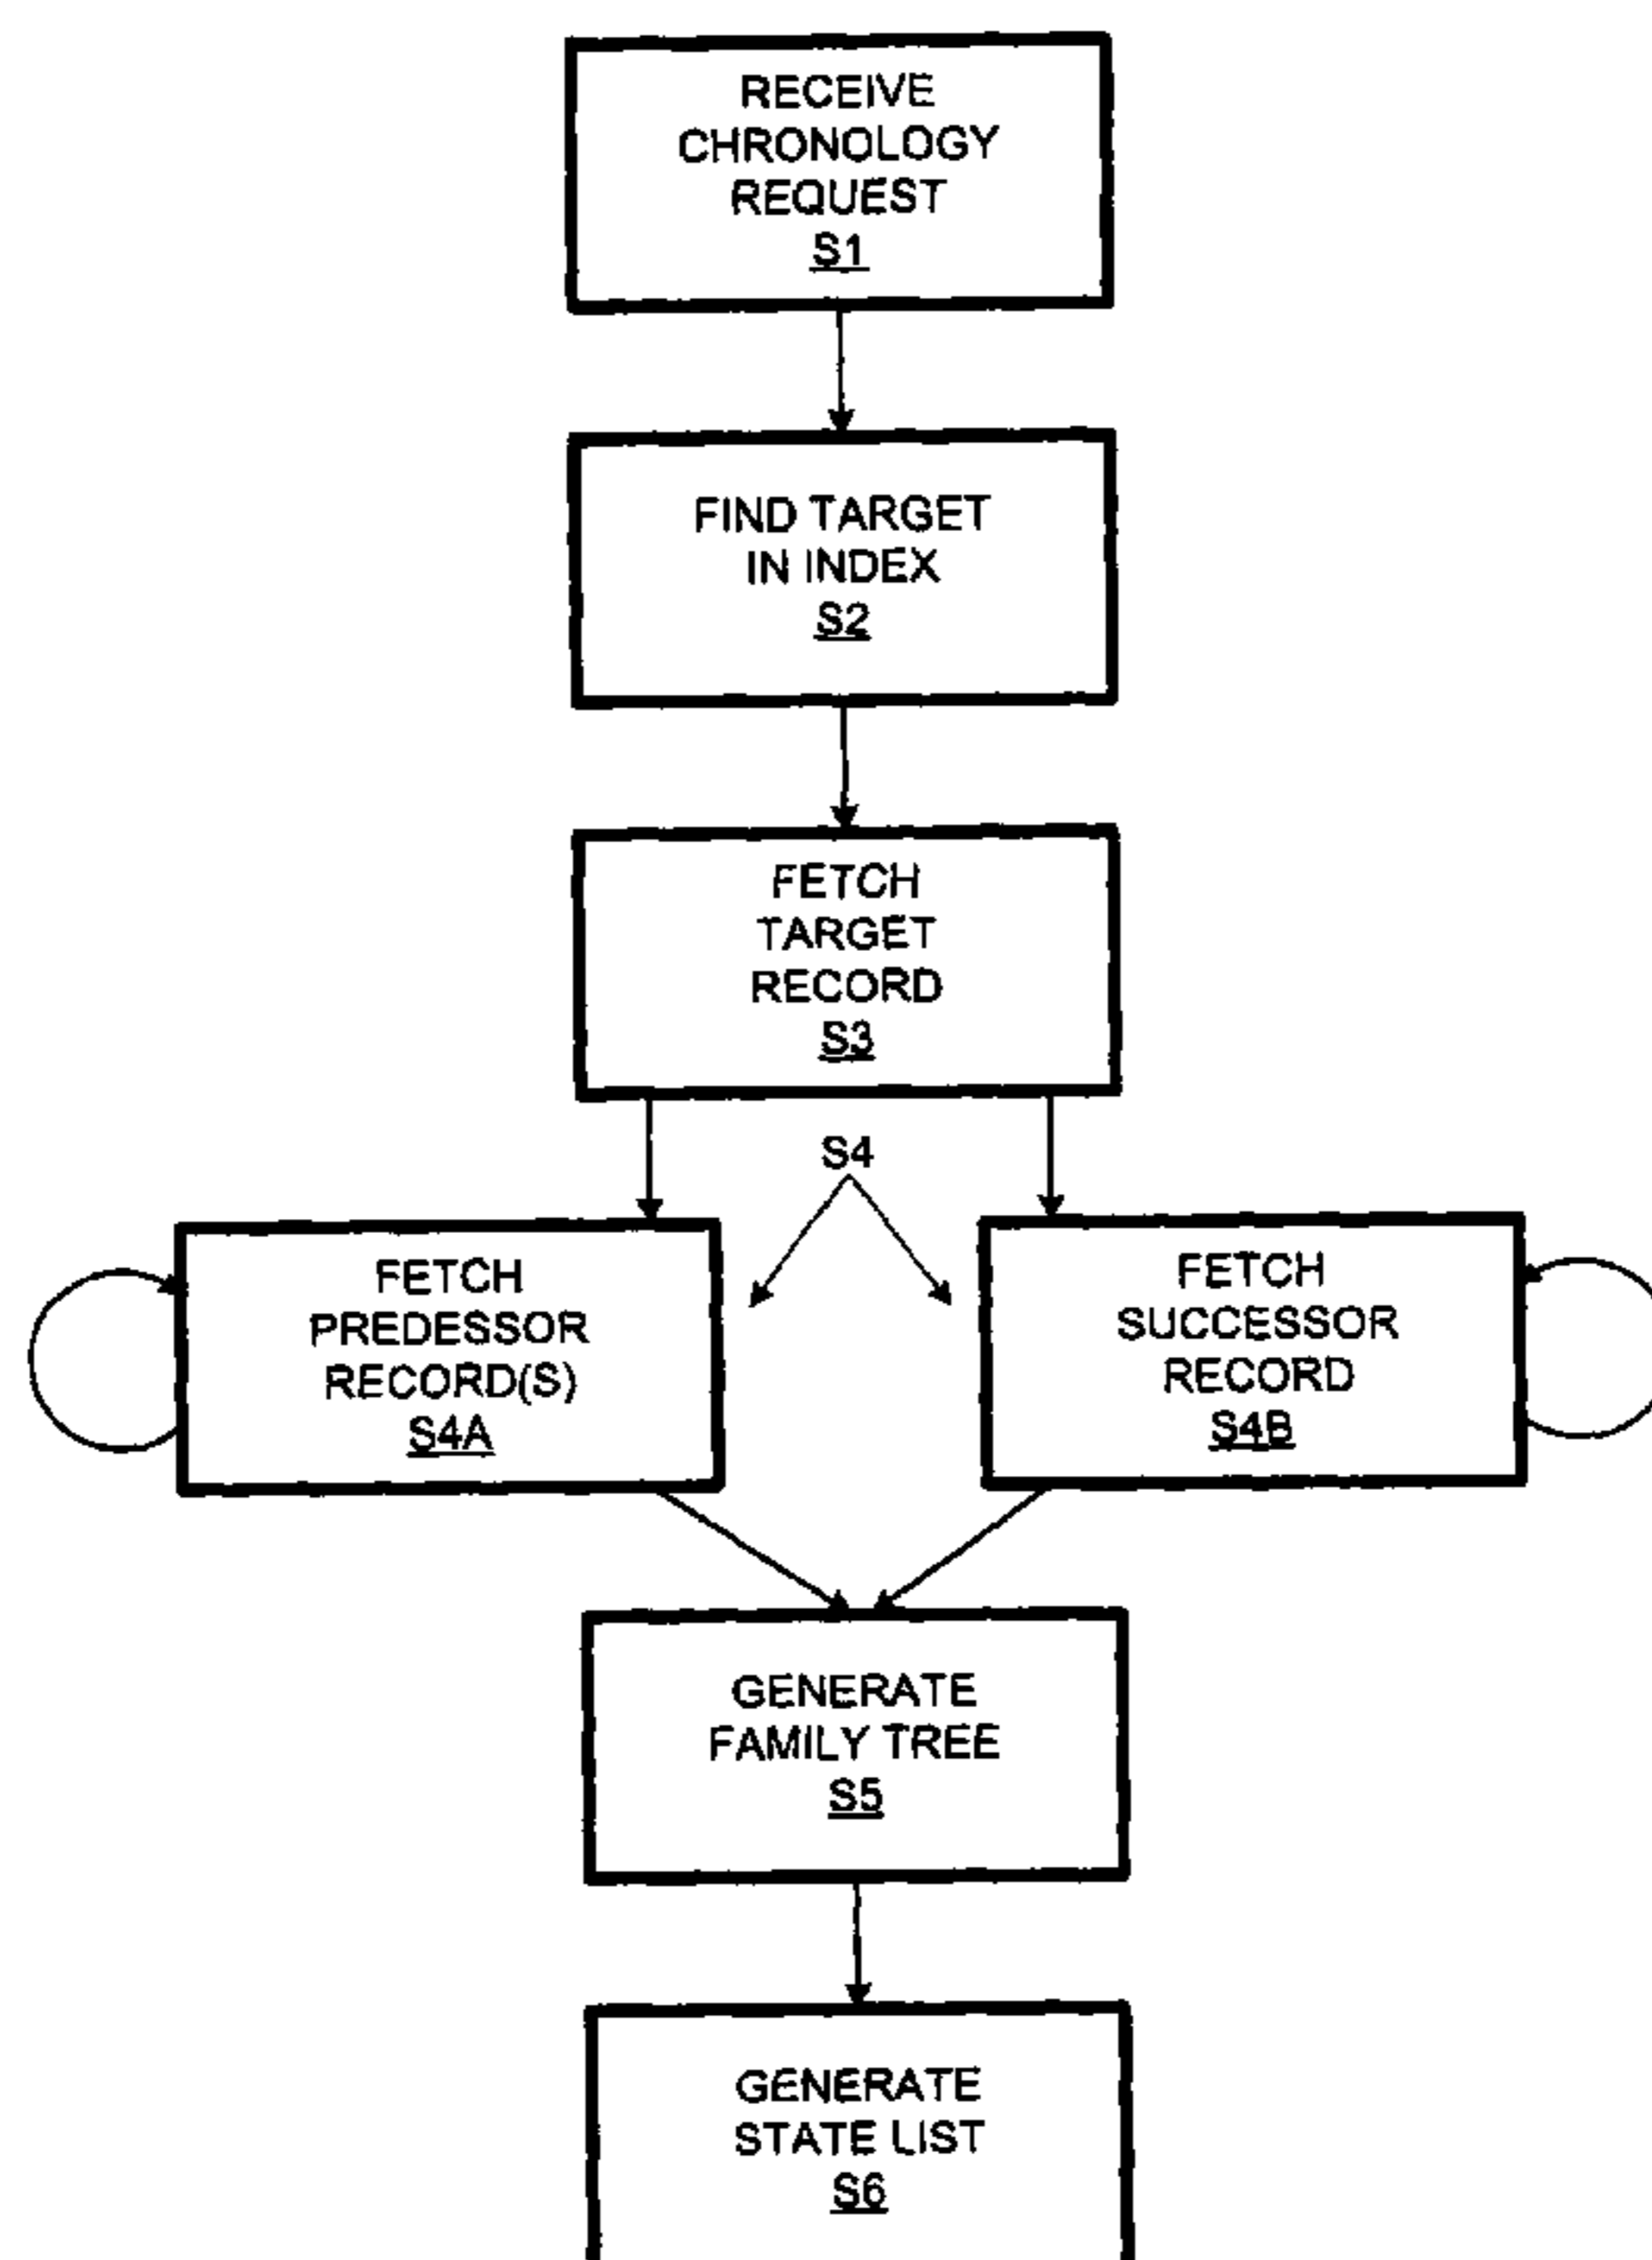 RECEIVE
CHRONOLOGY
REQUEST
S1
FIND TARGET
IN INDEX
S2
FETCH
TARGET
RECORD
S3
S4
FETCH
PREDESSOR
RECORD(S)
S4A
FETCH
SUCCESSOR
RECORD
S4B
GENERATE
FAMILY TREE
S5
GENERATE
STATE LIST
S6